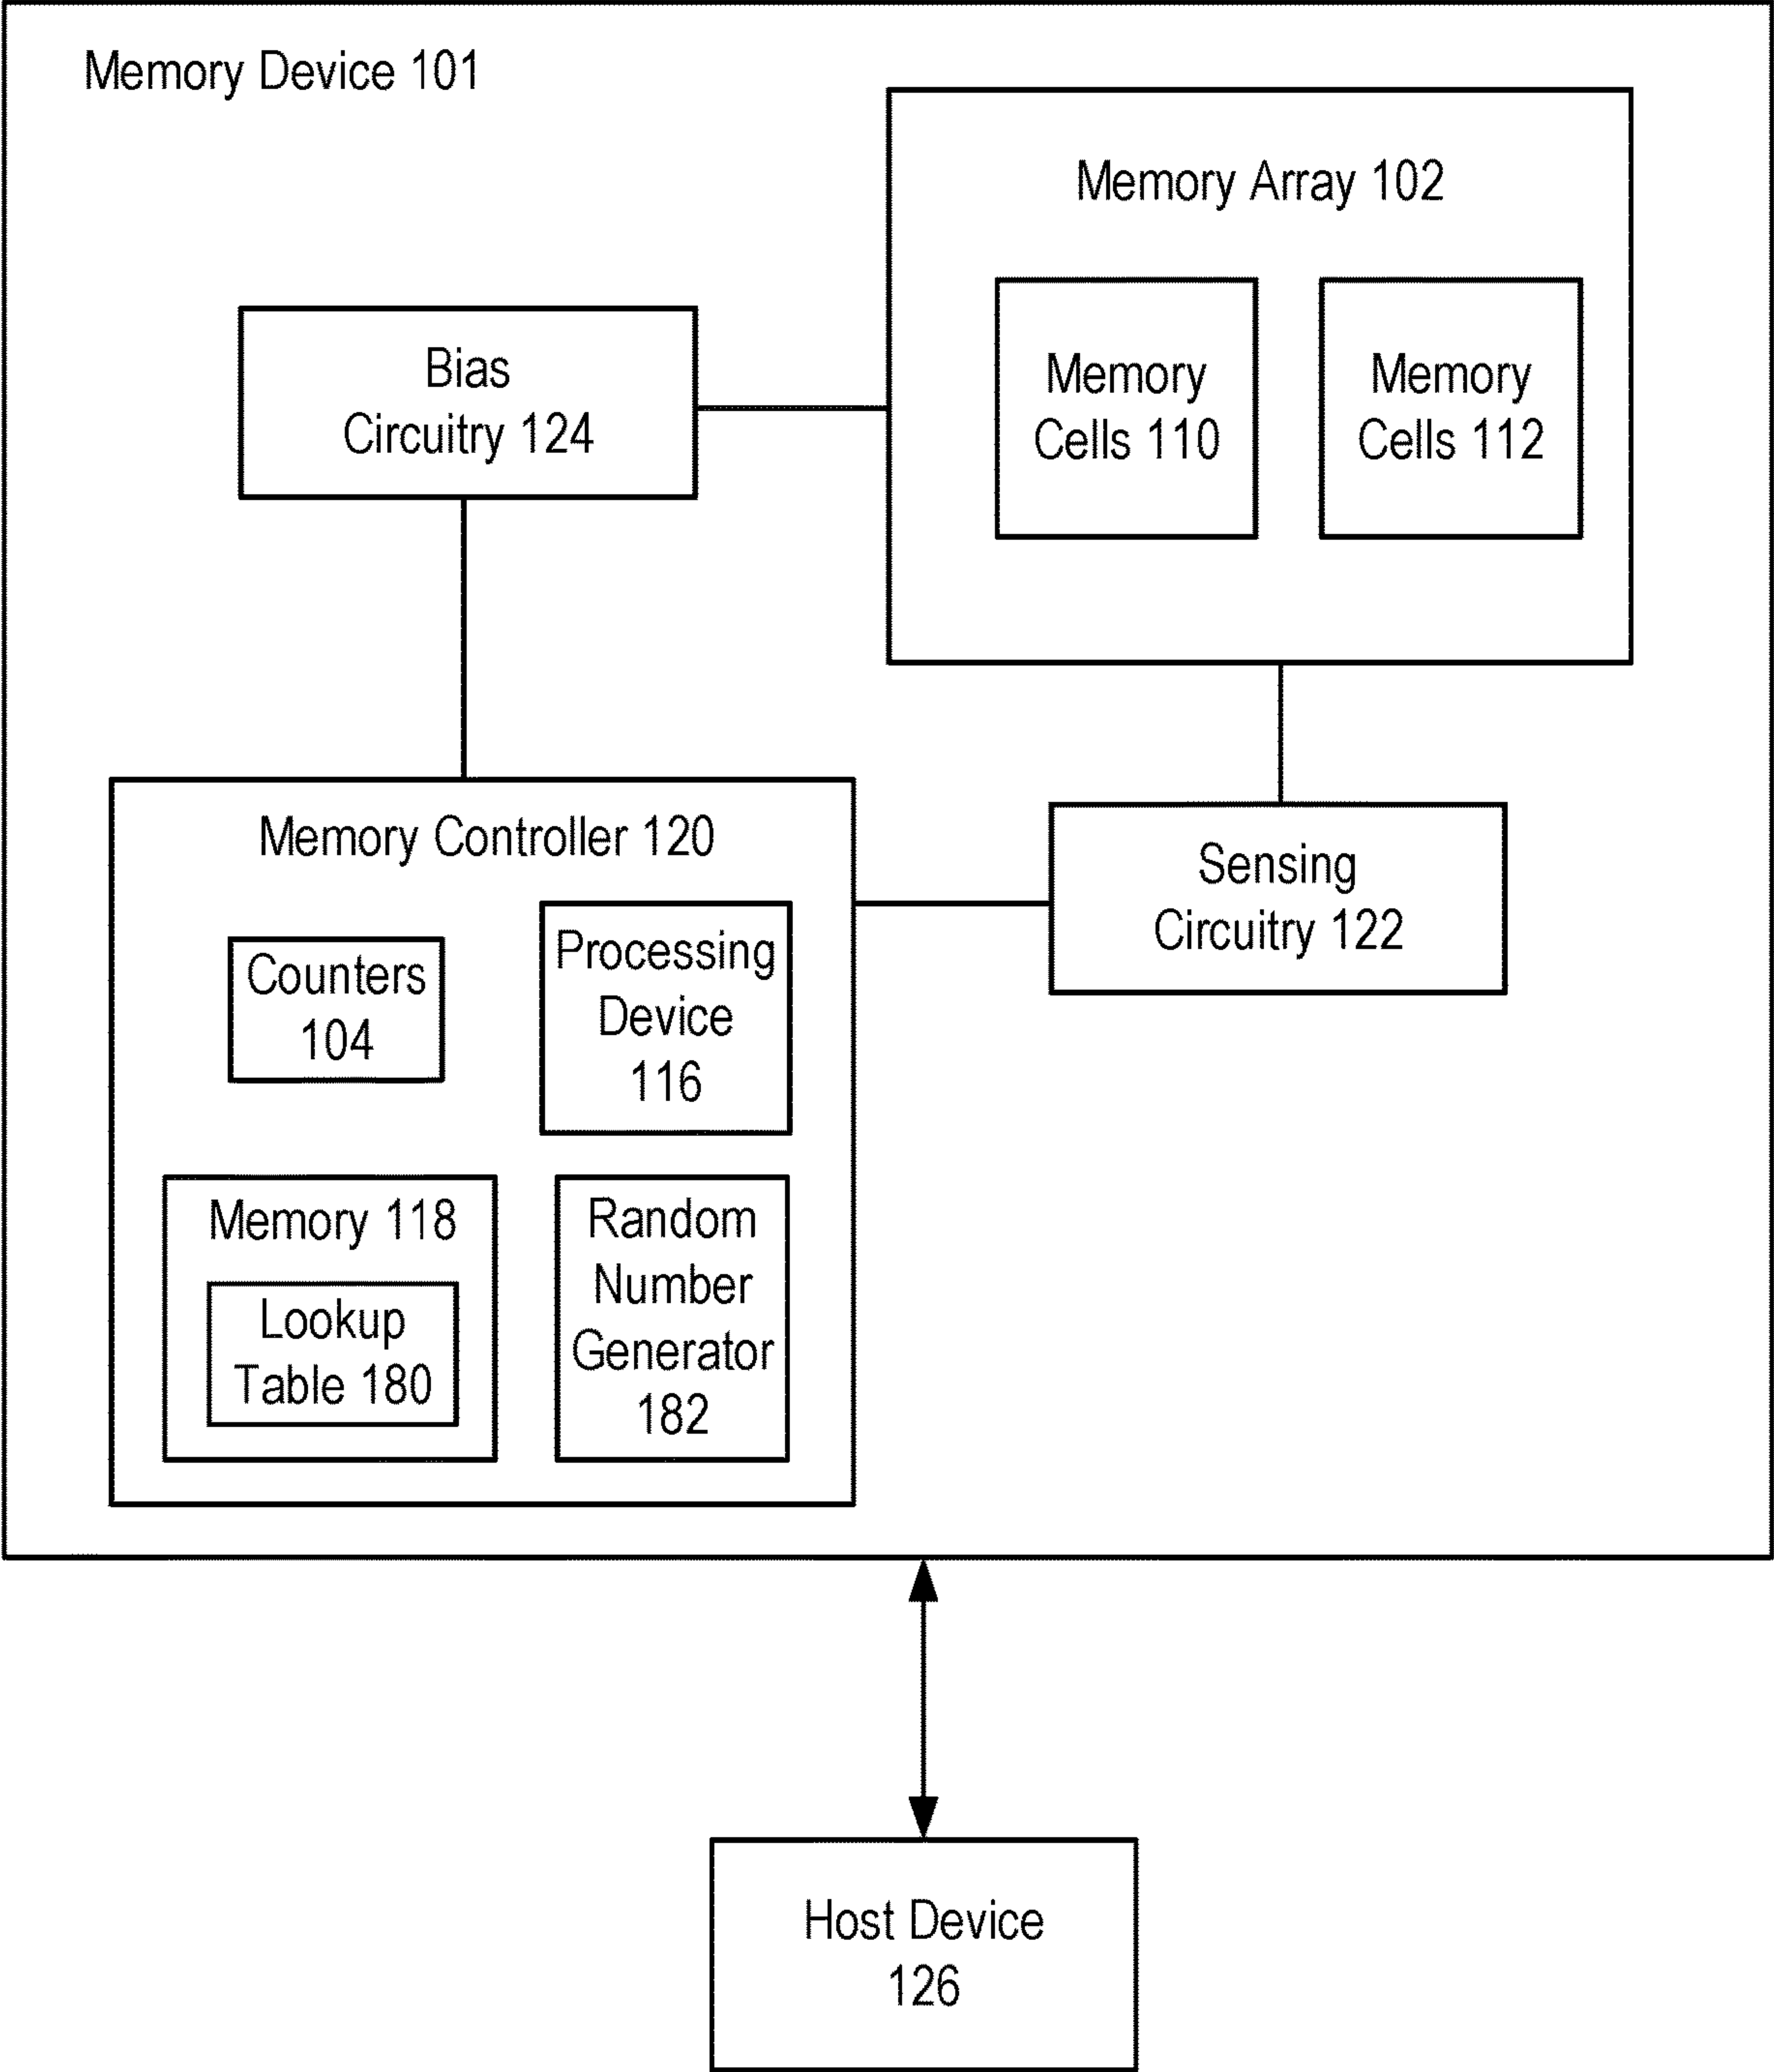 Memory Device 101
Memory Array 102
Memory
Cells 110
Memory
Cells 112
Bias
Circuitry 124
Memory Controller 120
Counters
104
Processing
Device
116
Memory 118
Lookup
Table 180
Random
Number
Generator
182
Sensing
Circuitry 122
Host Device
126